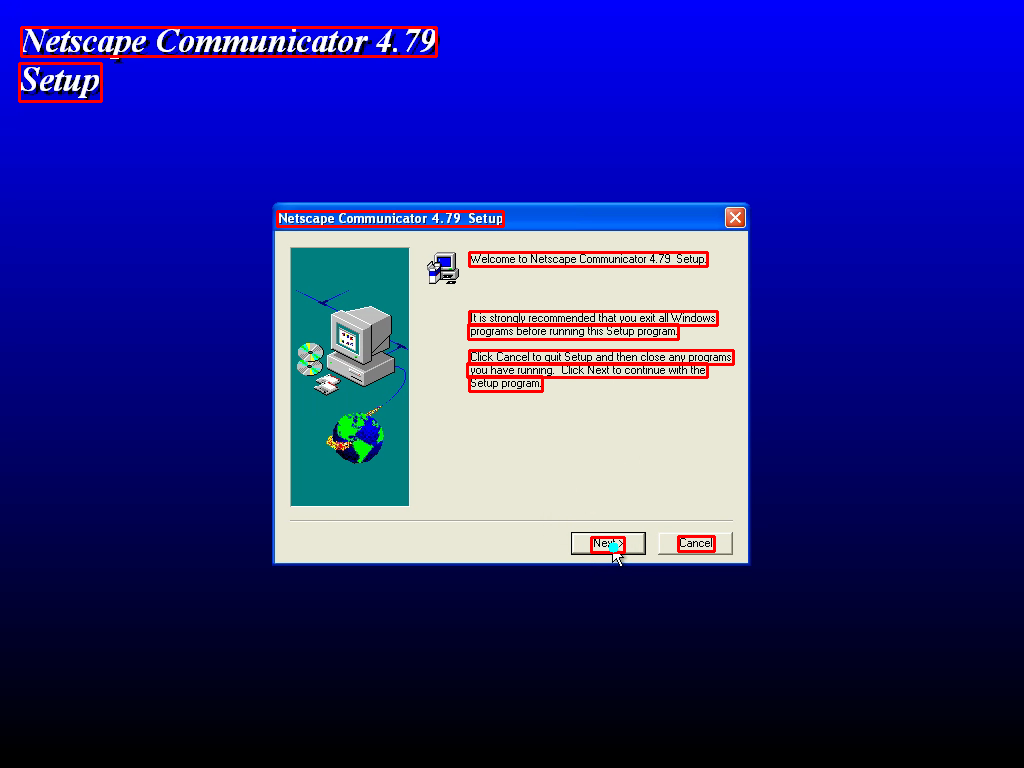 Netscape Communicator 4.79
Setup
Netscape Communicator 4.79  Setup
Welcome to Netscape Communicator 4.79  Setup.
It is strongly recommended that you exit all Windows
programs before running this Setup program.
Click Cancel to quit Setup and then close any programs
you have running.  Click Next to continue with the
Setup program.
Next >
Cancel